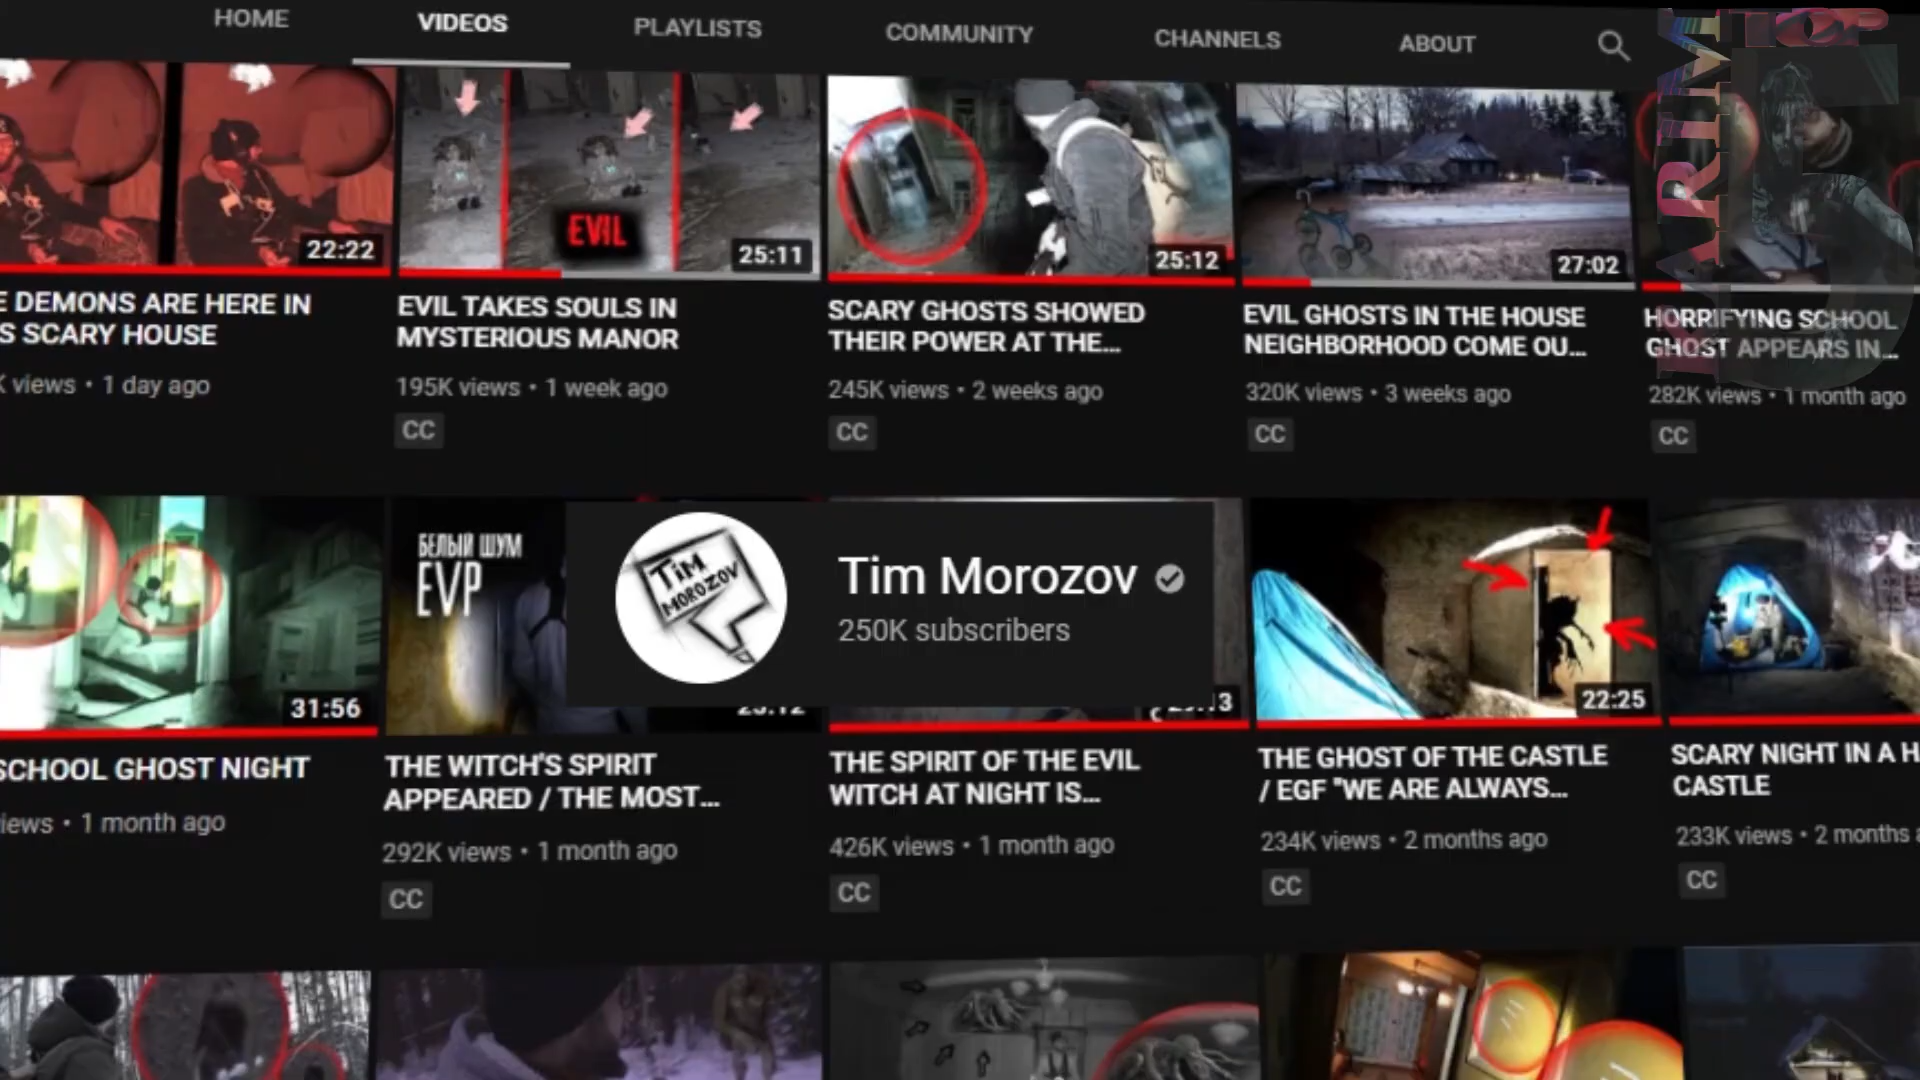 HOME
VIDEOS
PLAYLISTS
COMMUNITY
CHANNELS
ABOUT
TOP
MARTIM
22:22
EVIL
25:11
25:12
27:02
DEMONS ARE HERE IN
SCARY HOUSE
views • 1 day ago
EVIL TAKES SOULS IN
MYSTERIOUS MANOR
195K views • 1 week ago
CC
SCARY GHOSTS SHOWED
THEIR POWER AT THE...
245K views • 2 weeks ago
CC
EVIL GHOSTS IN THE HOUSE
NEIGHBORHOOD COME OU...
320K views • 3 weeks ago
CC
HORRIFYING SCHOOL
GHOST APPEARS IN...
282K views • 1 month ago
CC
31:56
БЕЛЫЙ ШУМ
EVP
TiM
MOROZOV
Tim Morozov
250K subscribers
22:25
SCHOOL GHOST NIGHT
1 month ago
THE WITCH'S SPIRIT
APPEARED / THE MOST...
292K views • 1 month ago
CC
THE SPIRIT OF THE EVIL
WITCH AT NIGHT IS...
426K views • 1 month ago
CC
THE GHOST OF THE CASTLE
/ EGF "WE ARE ALWAYS...
234K views • 2 months ago
CC
SCARY NIGHT IN A H
CASTLE
233K views • 2 months
CC